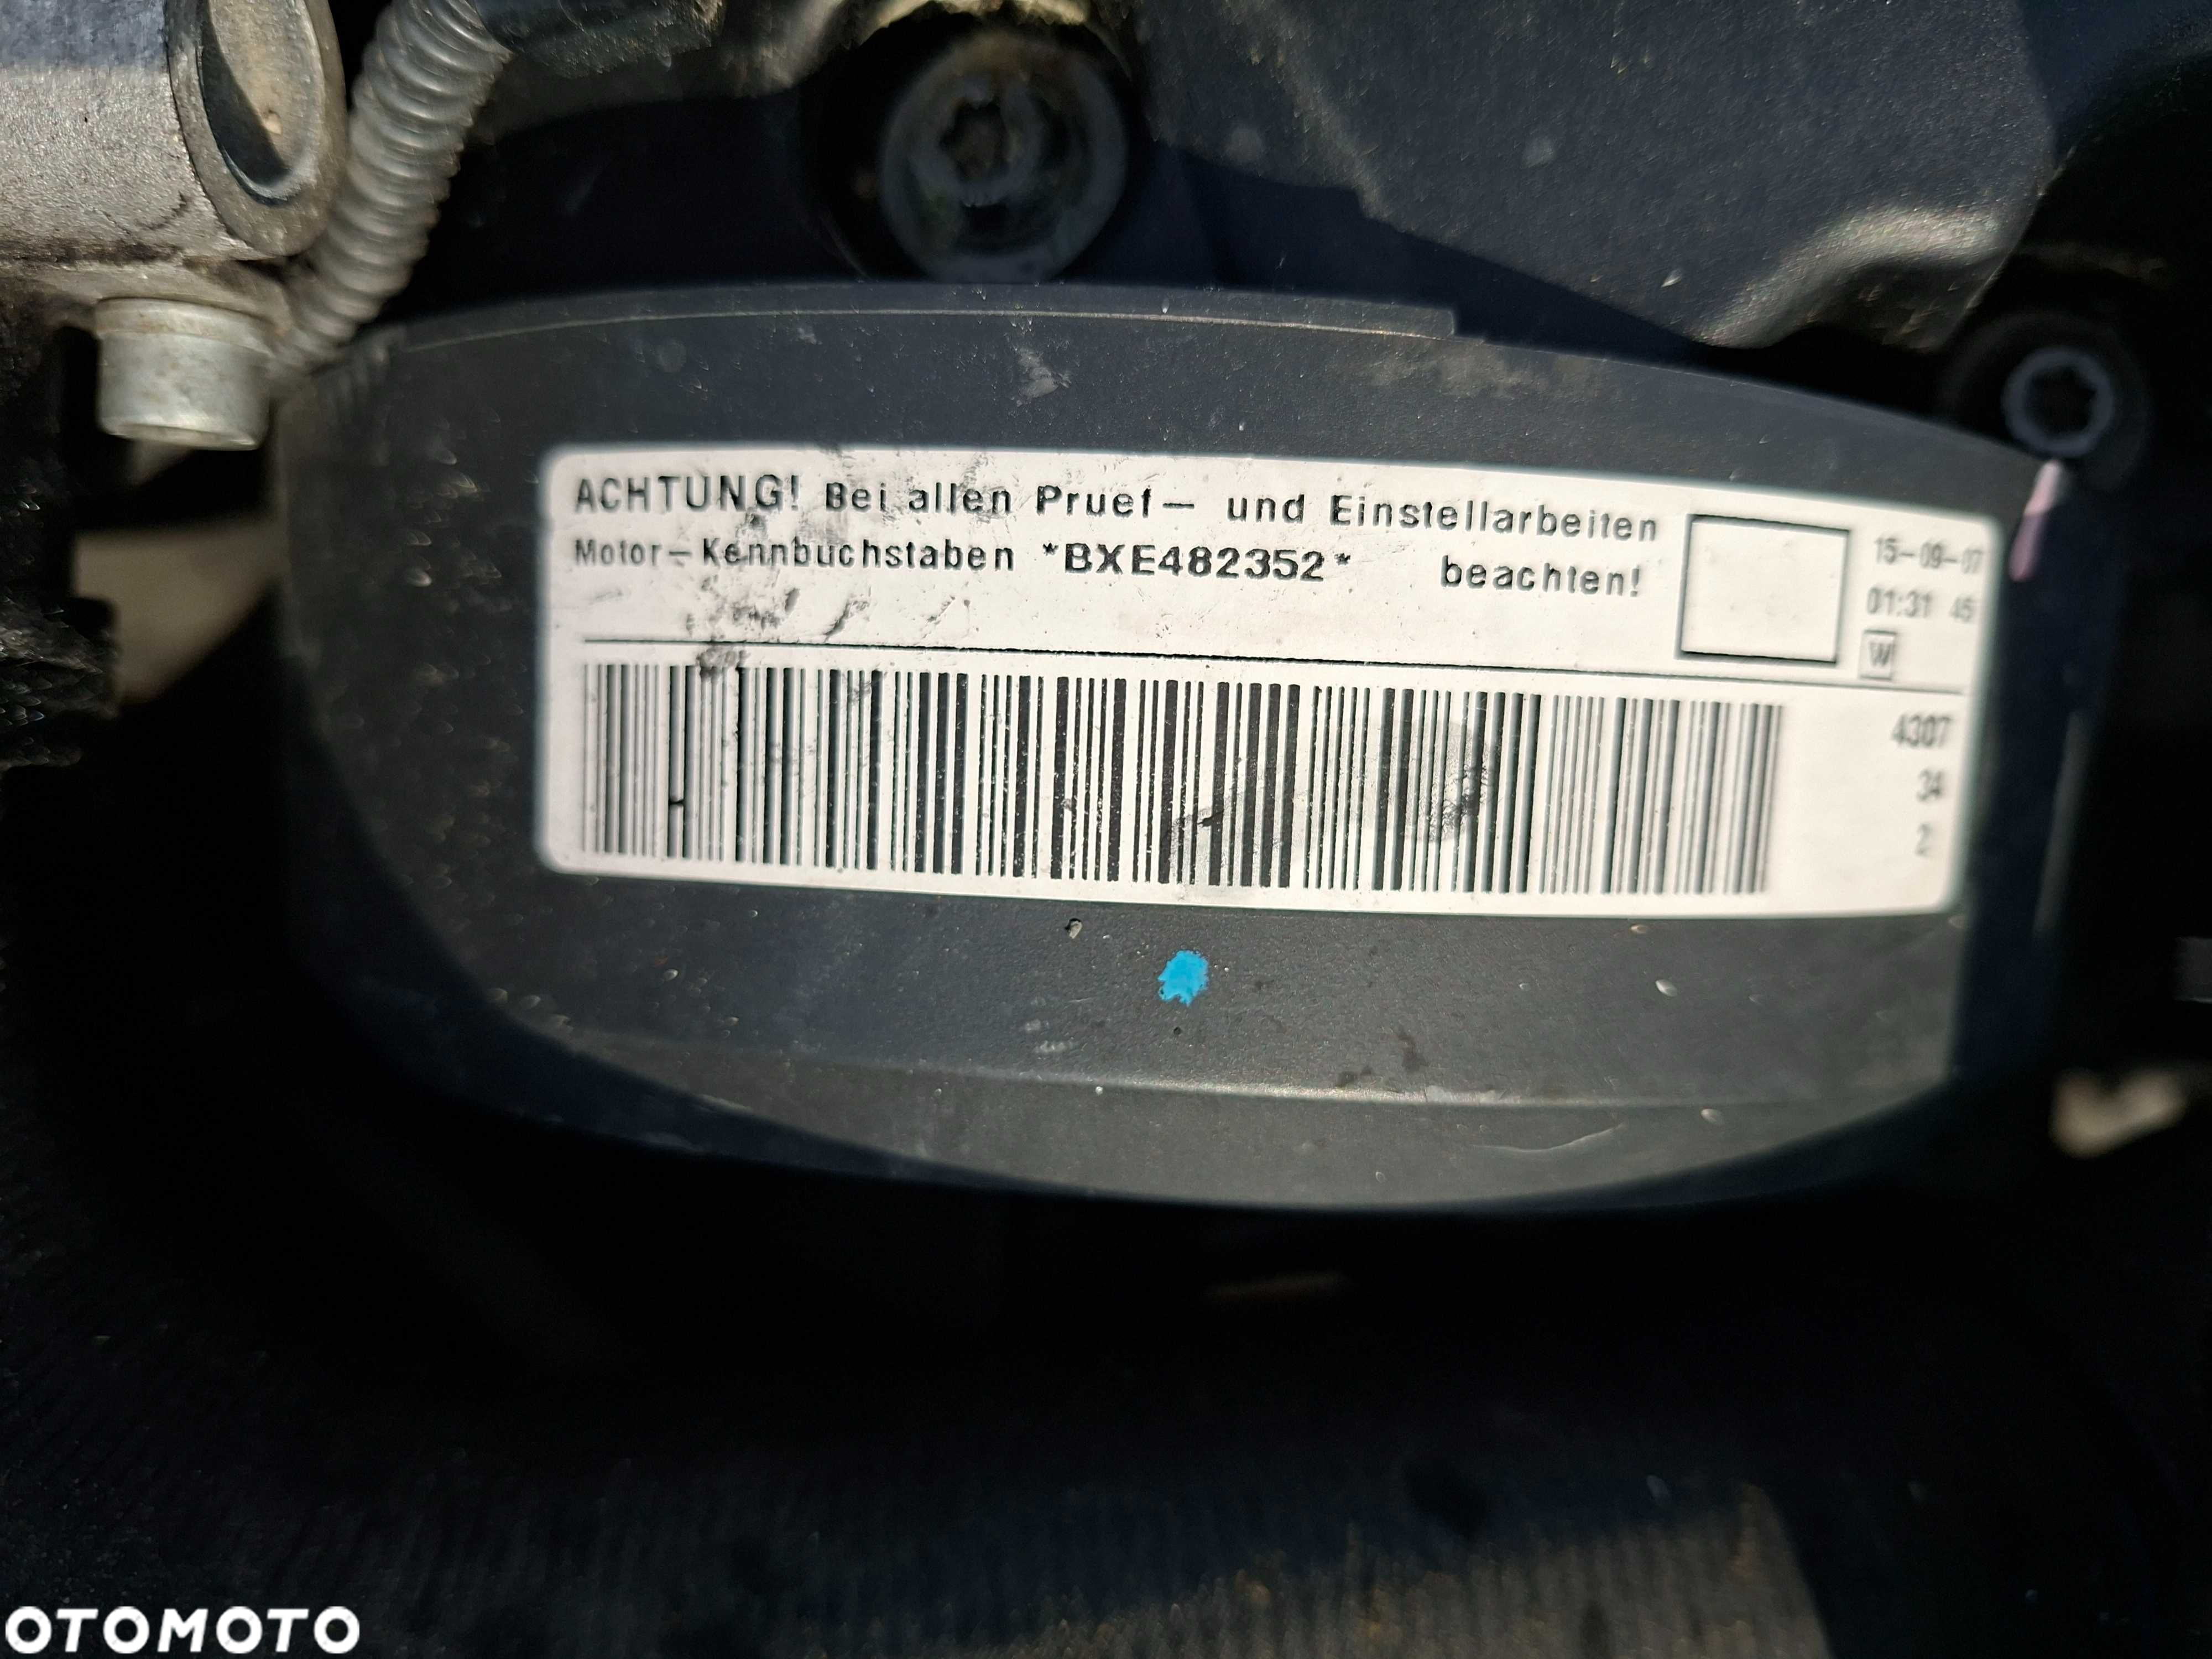 ACHTUNG! Bei allen Pruef— und Einstellarbeiten
Motor—Kennbuchstaben *BXE482352* beachten!
15-09-07
01:31 45
W
4307
34
2
OTOMOTO